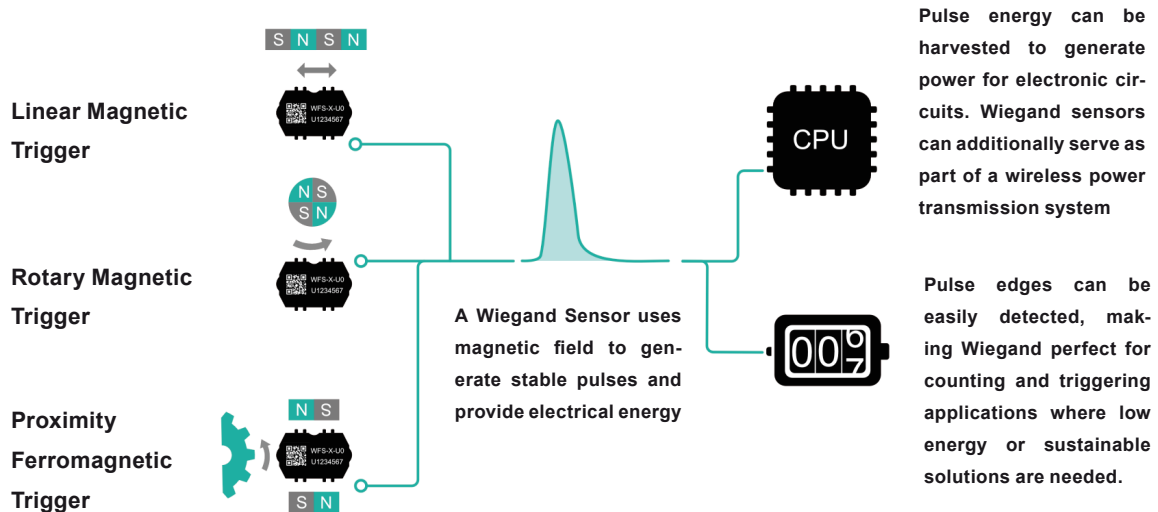 S N S N
WFS-X-U0
U1234567
Linear Magnetic
Trigger
N S
S N
WFS-X-U0
U1234567
Rotary Magnetic
Trigger
N S
WFS-X-U0
U1234567
S N
Proximity
Ferromagnetic
Trigger
A Wiegand Sensor uses
magnetic field to gen-
erate stable pulses and
provide electrical energy
CPU
Pulse energy can be
harvested to generate
power for electronic cir-
cuits. Wiegand sensors
can additionally serve as
part of a wireless power
transmission system
00
6
7
Pulse edges can be
easily detected, mak-
ing Wiegand perfect for
counting and triggering
applications where low
energy or sustainable
solutions are needed.